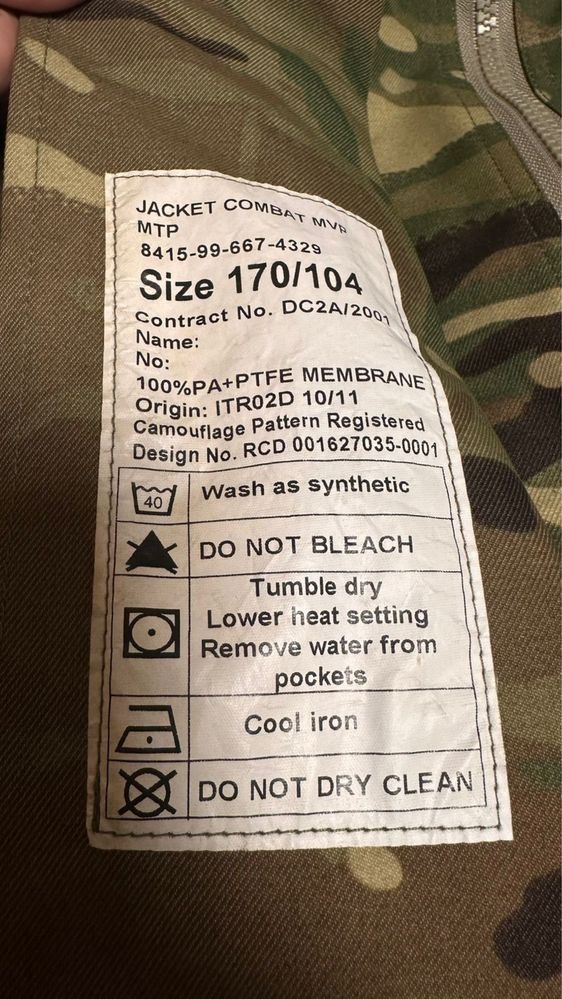 JACKET COMBAT MVP
MTP
8415-99-667-4329
Size 170/104
Contract No. DC2A/2001
Name:
No:
100%PA+PTFE MEMBRANE
Origin: ITR02D 10/11
Camouflage Pattern Registered
Design No. RCD 001627035-0001
40 Wash as synthetic
DO NOT BLEACH
Tumble dry
Lower heat setting
Remove water from
pockets
Cool iron
DO NOT DRY CLEAN